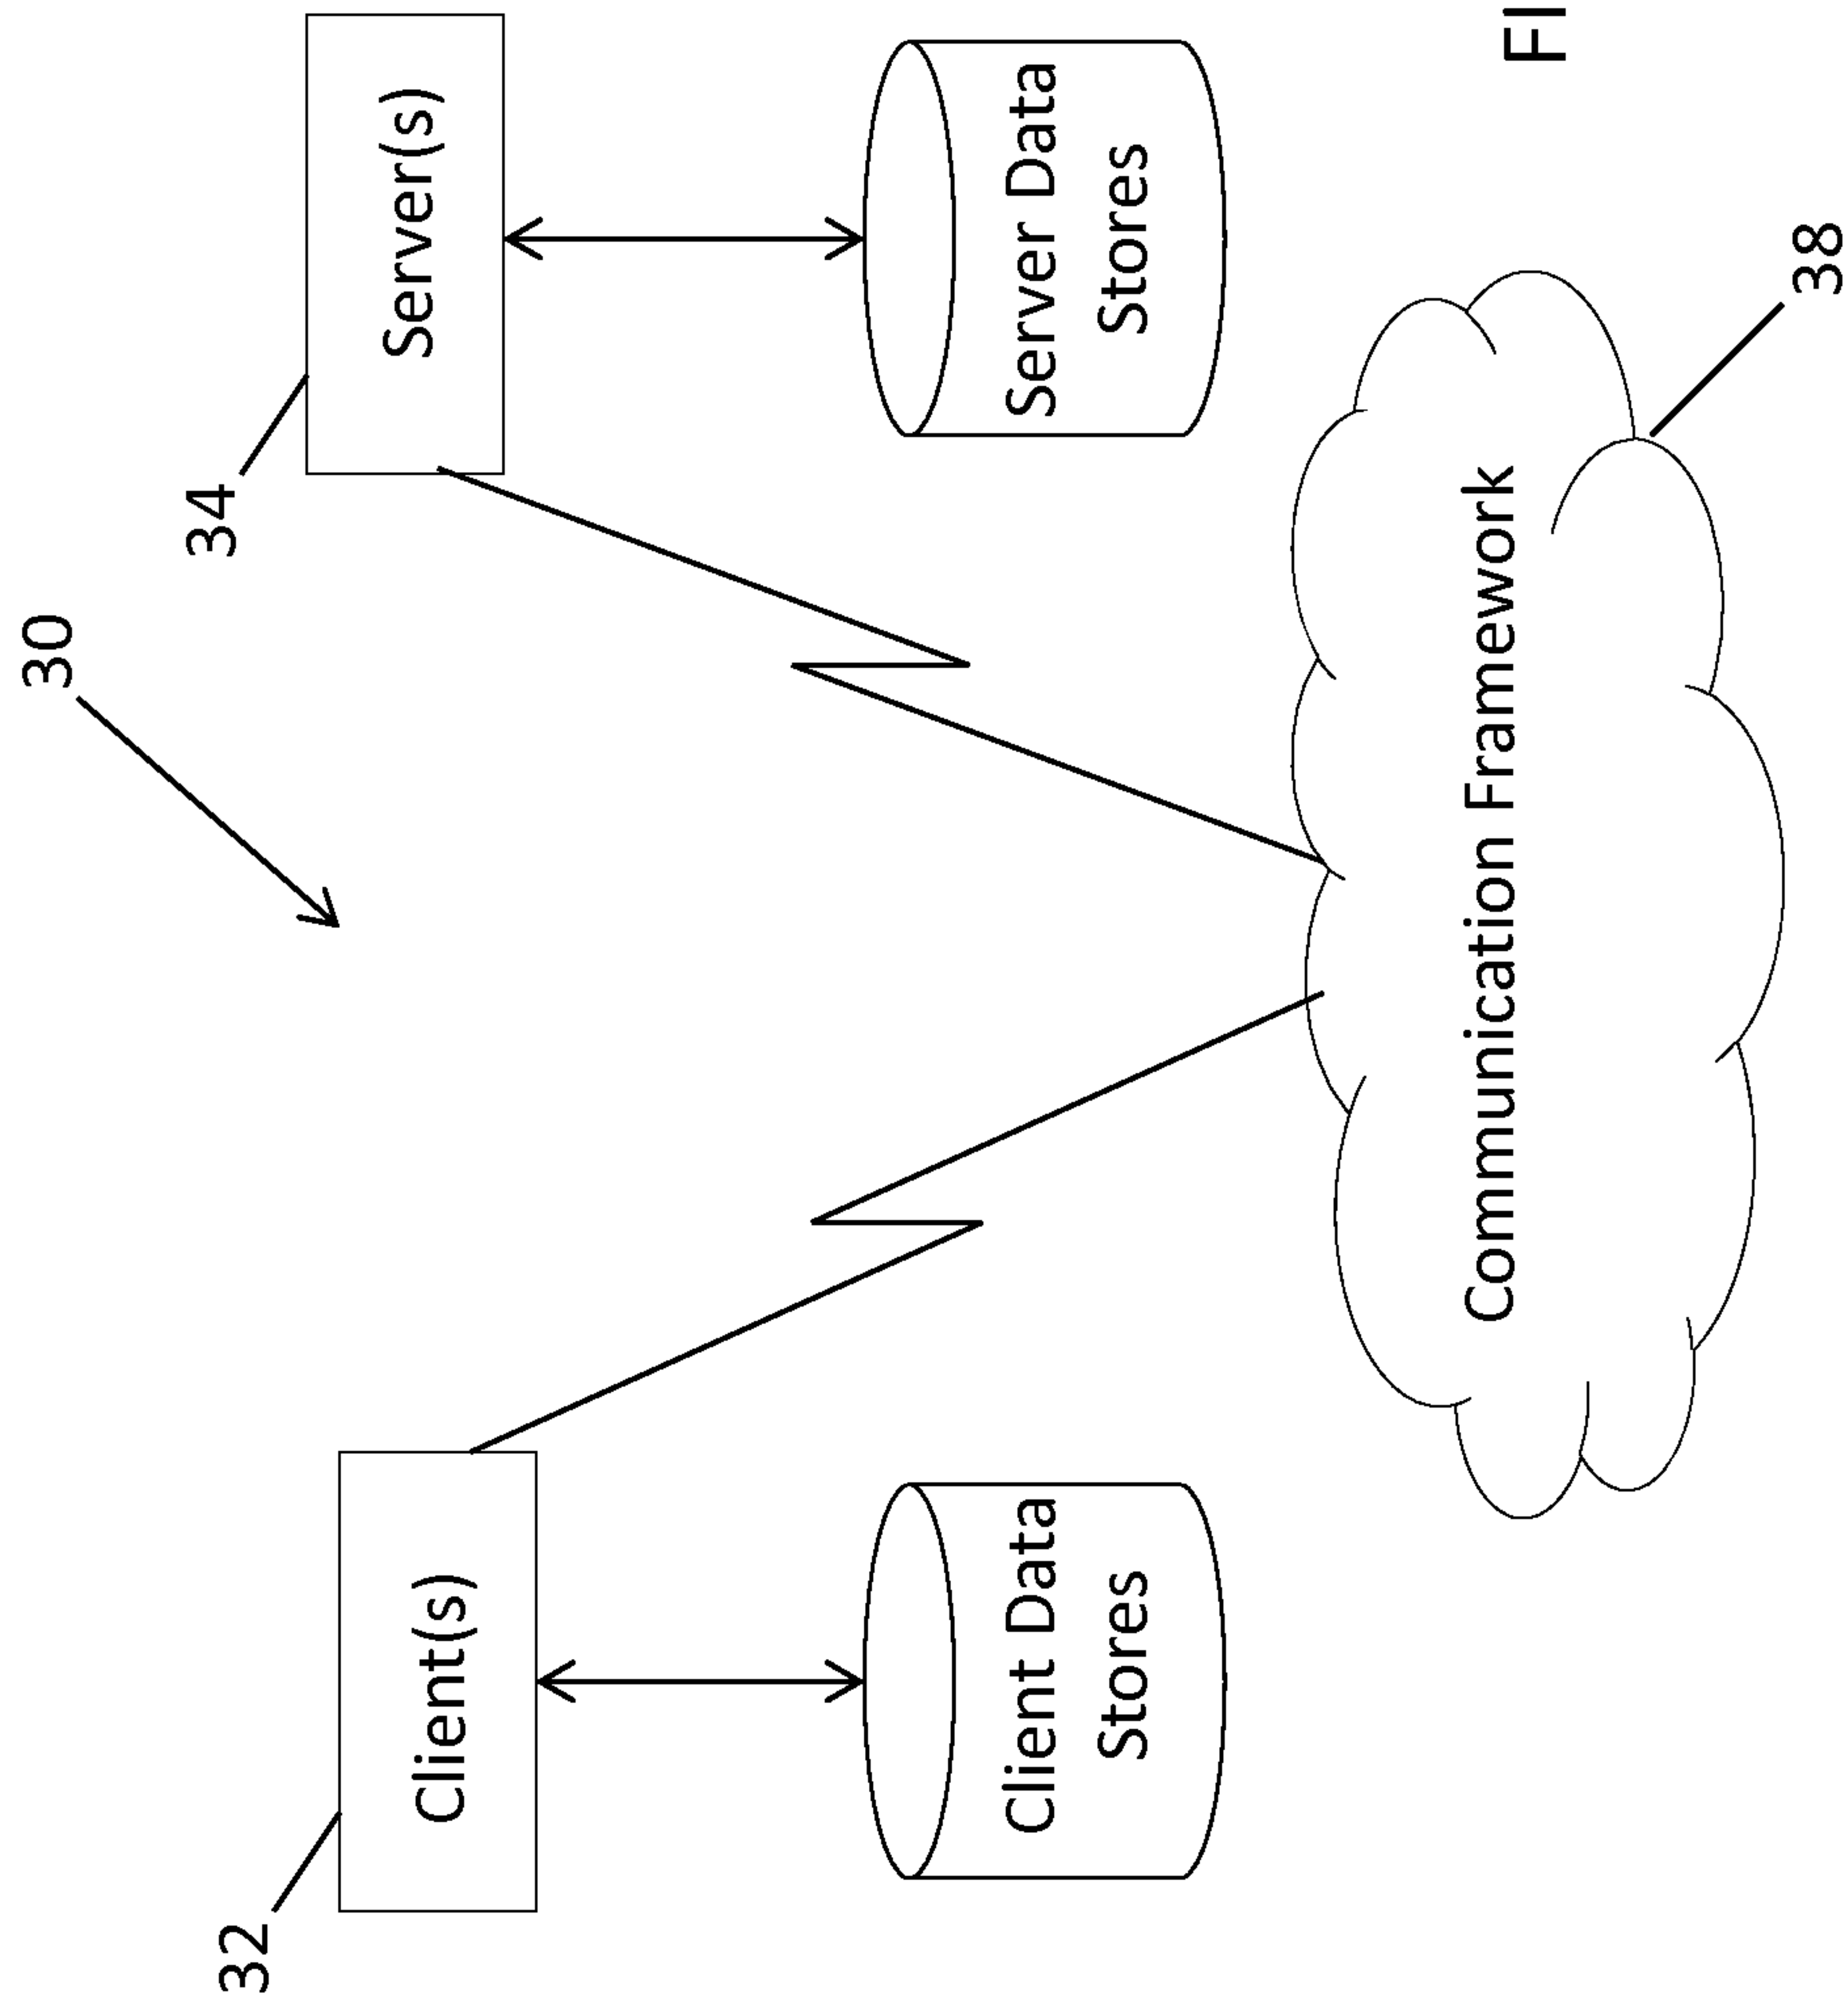 30
32
34
Client(s)
Server(s)
Client Data
Stores
Server Data
Stores
Communication Framework
38
FI